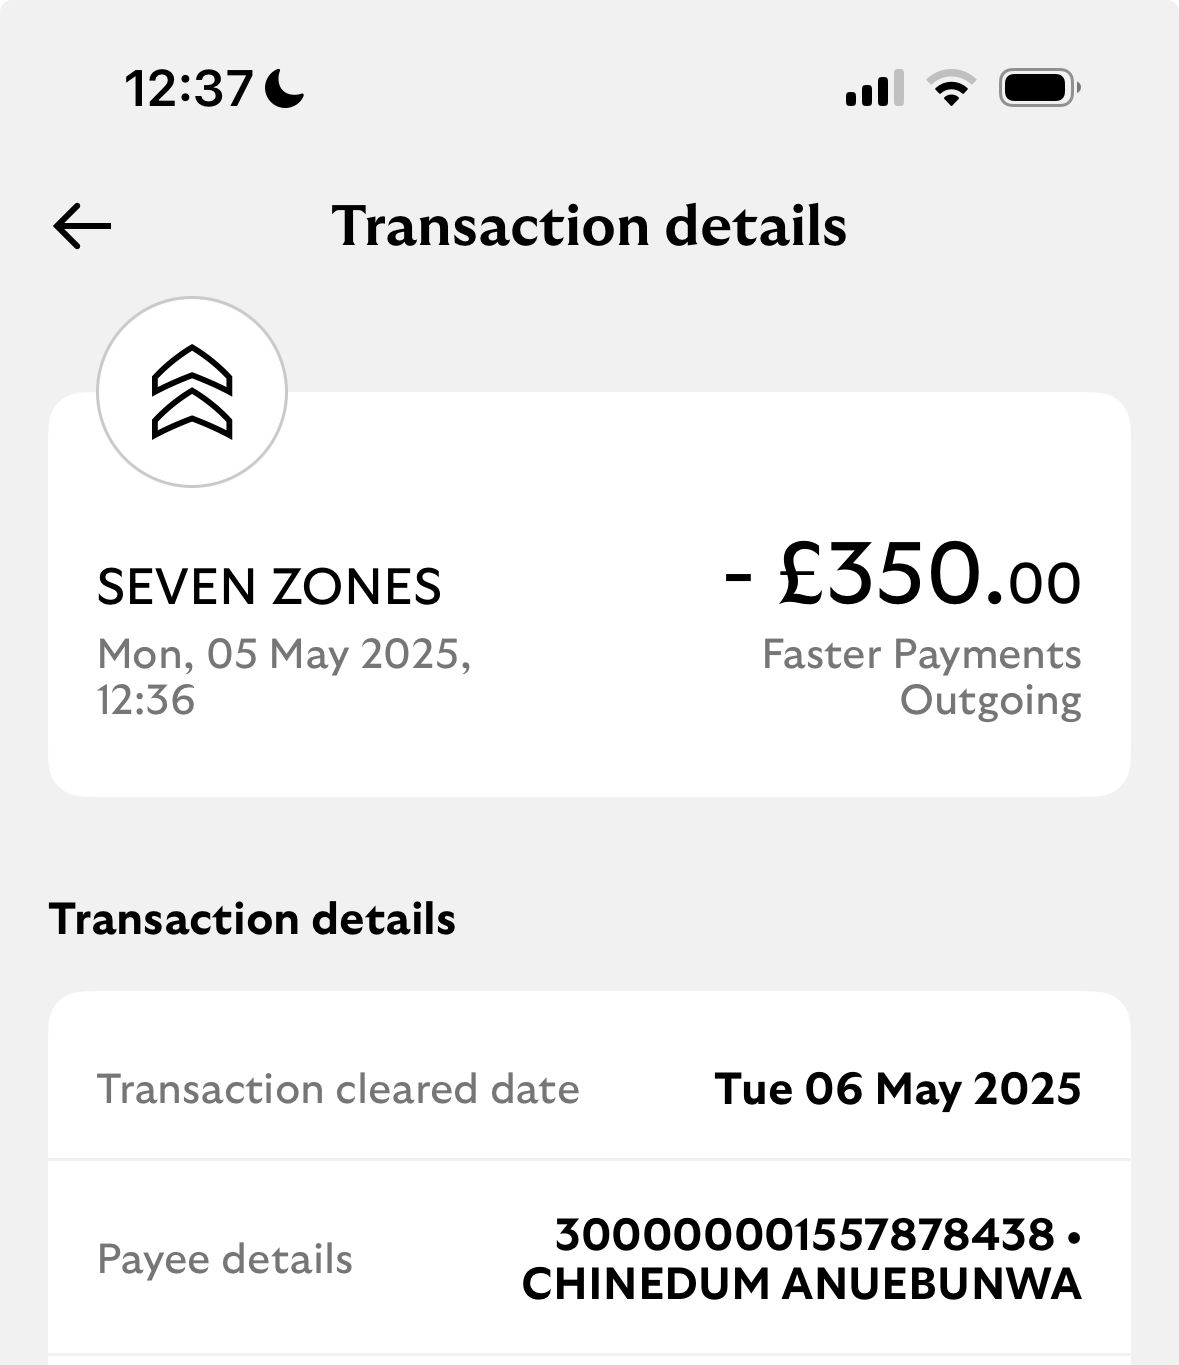 12:37
Transaction details
SEVEN ZONES
- £350.00
Mon, 05 May 2025,
12:36
Faster Payments
Outgoing
Transaction details
Transaction cleared date
Tue 06 May 2025
Payee details
300000001557878438 •
CHINEDUM ANUEBUNWA